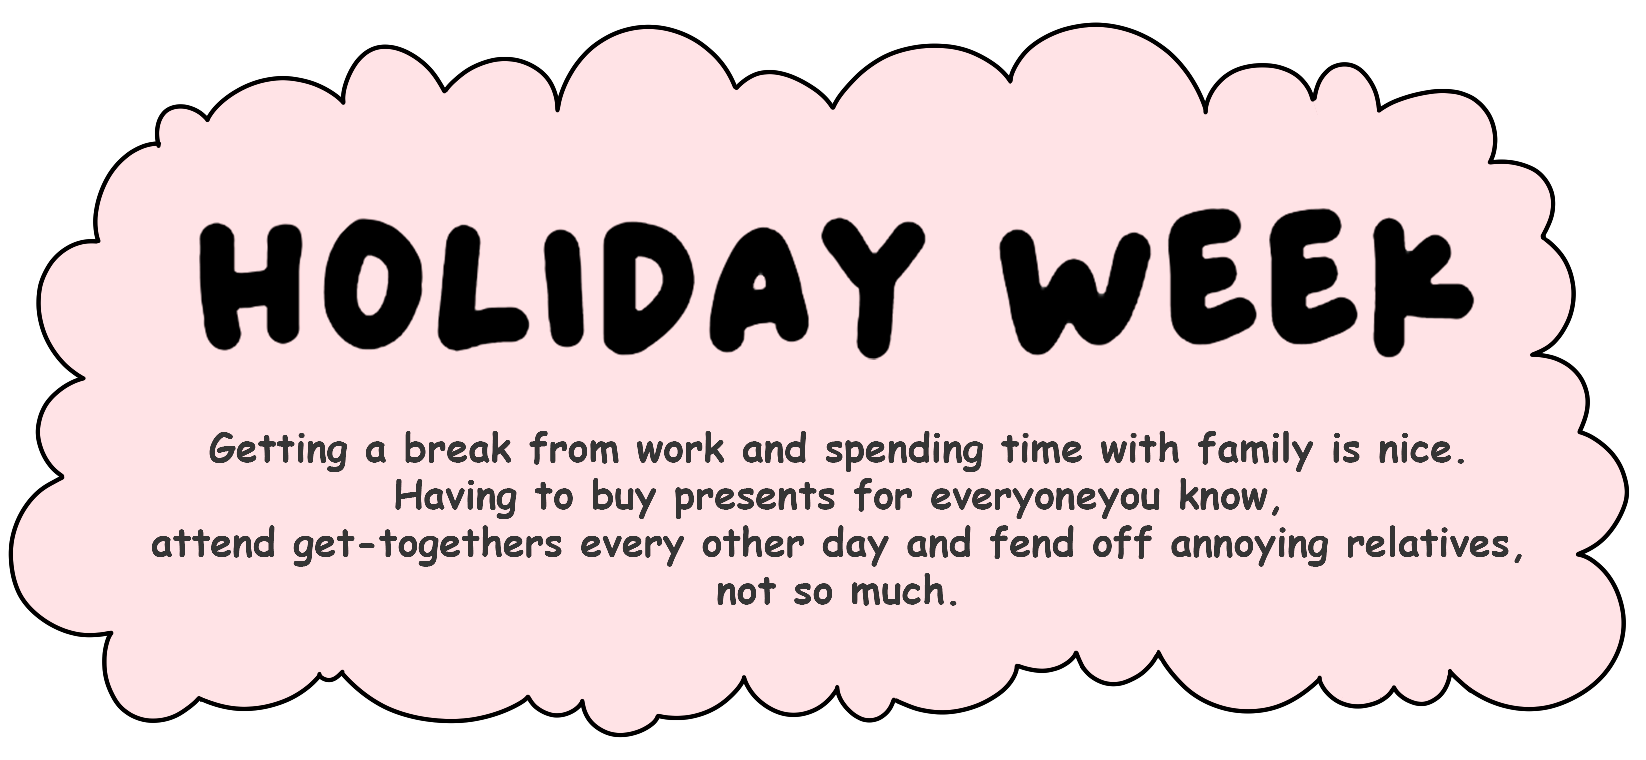 HOLIDAY WEEK
Getting a break from work and spending time with family is nice.
Having to buy presents for everyoneyou know,
attend get-togethers every other day and fend off annoying relatives,
not so much.